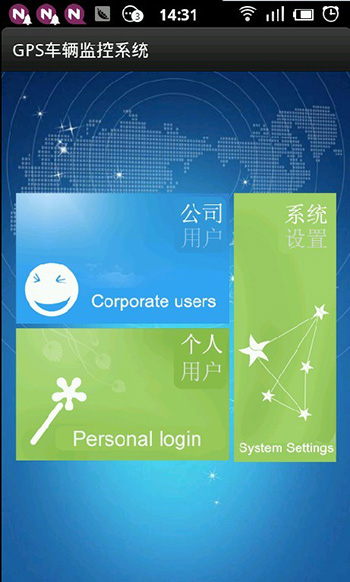 14:31
GPS车辆监控系统
公司
用户
Corporate users
系统
设置
System Settings
个人
用户
Personal login